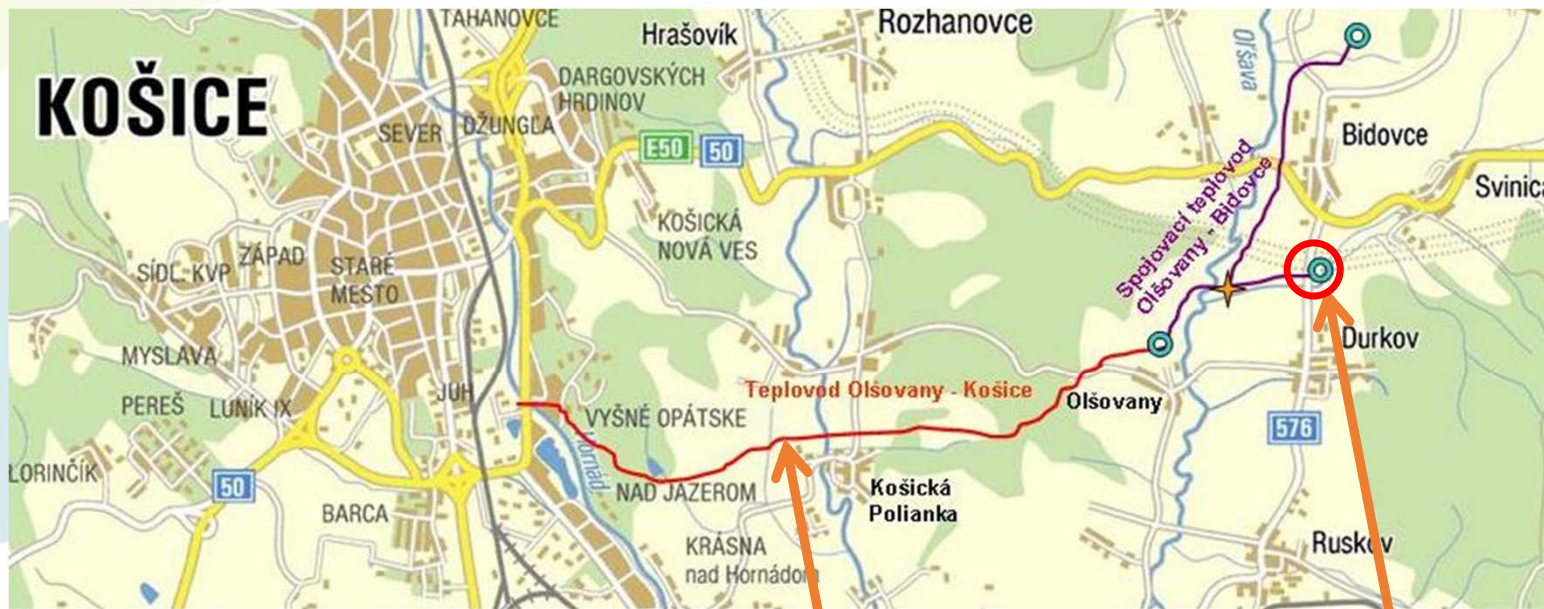 KOŠICE
ŤAHANOVCE
Hrašovík
Rozhanovce
Oľšava
DARGOVSKÝCH
HRDINOV
SEVER
DŽUNGĽA
E50
50
Bidovce
Svinica
Spojovací teplovod
Olšovany - Bidovce
KOŠICKÁ
NOVÁ VES
SÍDL. KVP
ZÁPAD
STARÉ
MESTO
Durkov
MYSLAVA
JUH
Teplovod Olšovany - Košice
Olšovany
PEREŠ
LUNÍK IX
VYŠNÉ OPÁTSKE
576
Hornád
LORINČÍK
50
NAD JAZEROM
BARCA
Košická
Polianka
KRÁSNA
nad Hornádom
Ruskov